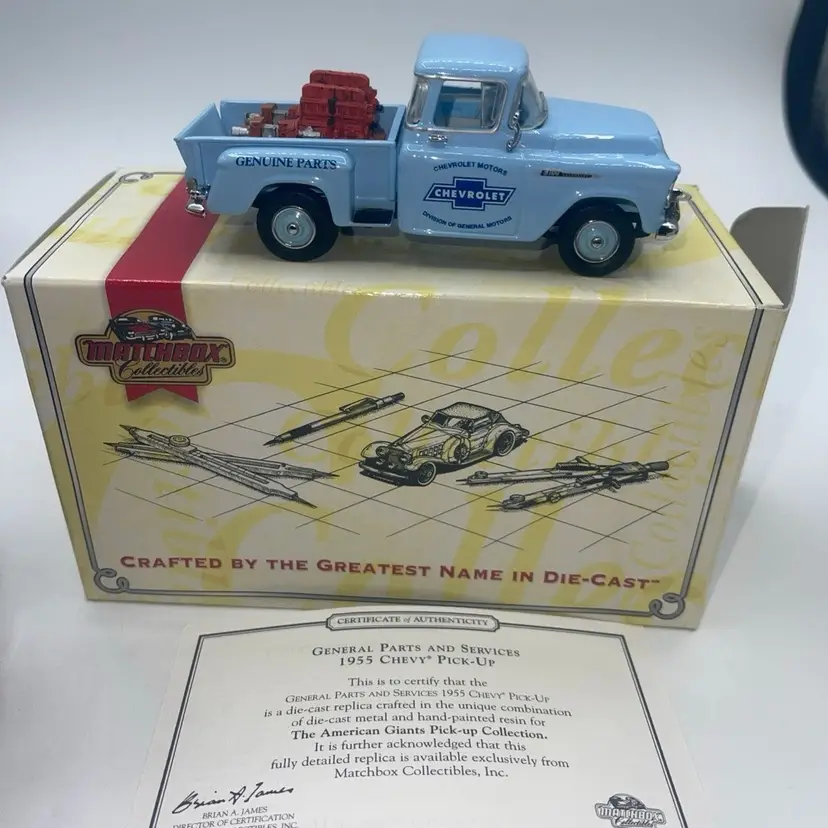 GENUINE PARTS
CHEVROLET MOTORS
CHEVROLET
DIVISION OF GENERAL MOTORS
MATCHBOX
Collectibles
CRAFTED BY THE GREATEST NAME IN DIE-CAST™
CERTIFICATE of AUTHENTICITY
GENERAL PARTS AND SERVICES
1955 CHEVY® PICK-UP
This is to certify that the
GENERAL PARTS AND SERVICES 1955 CHEVY® PICK-UP
is a die-cast replica crafted in the unique combination
of die-cast metal and hand-painted resin for
The American Giants Pick-up Collection.
It is further acknowledged that this
fully detailed replica is available exclusively from
Matchbox Collectibles, Inc.
Brian A. James
BRIAN A. JAMES
DIRECTOR OF CERTIFICATION
MATCHBOX
Collectibles